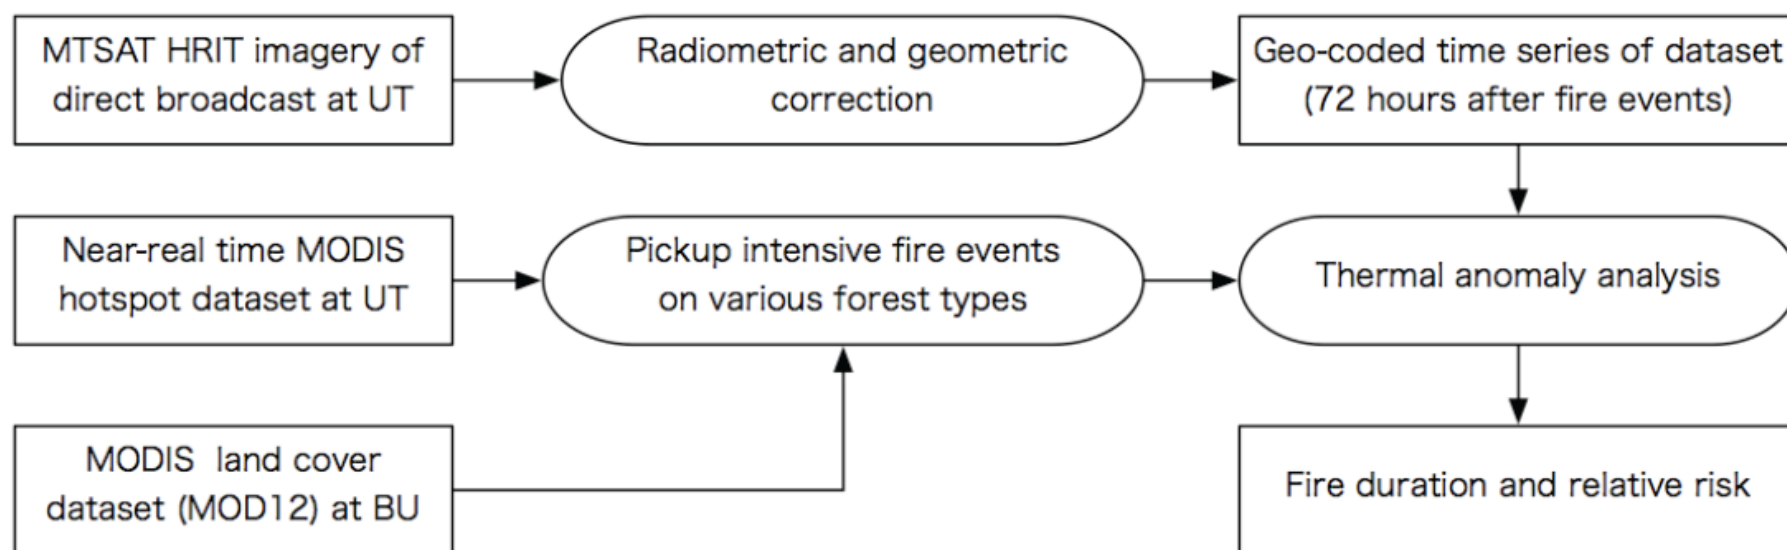 MTSAT HRIT imagery of
direct broadcast at UT
Radiometric and geometric
correction
Geo-coded time series of dataset
(72 hours after fire events)
Near-real time MODIS
hotspot dataset at UT
Pickup intensive fire events
on various forest types
Thermal anomaly analysis
MODIS land cover
dataset (MOD12) at BU
Fire duration and relative risk